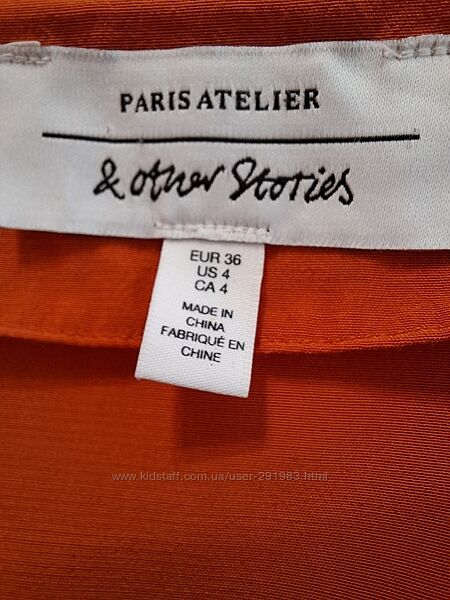 PARIS ATELIER
& other Stories
EUR 36
US 4
CA 4
MADE IN
CHINA
FABRIQUÉ EN
CHINE
www.kidstaff.com.ua/user-291983.html